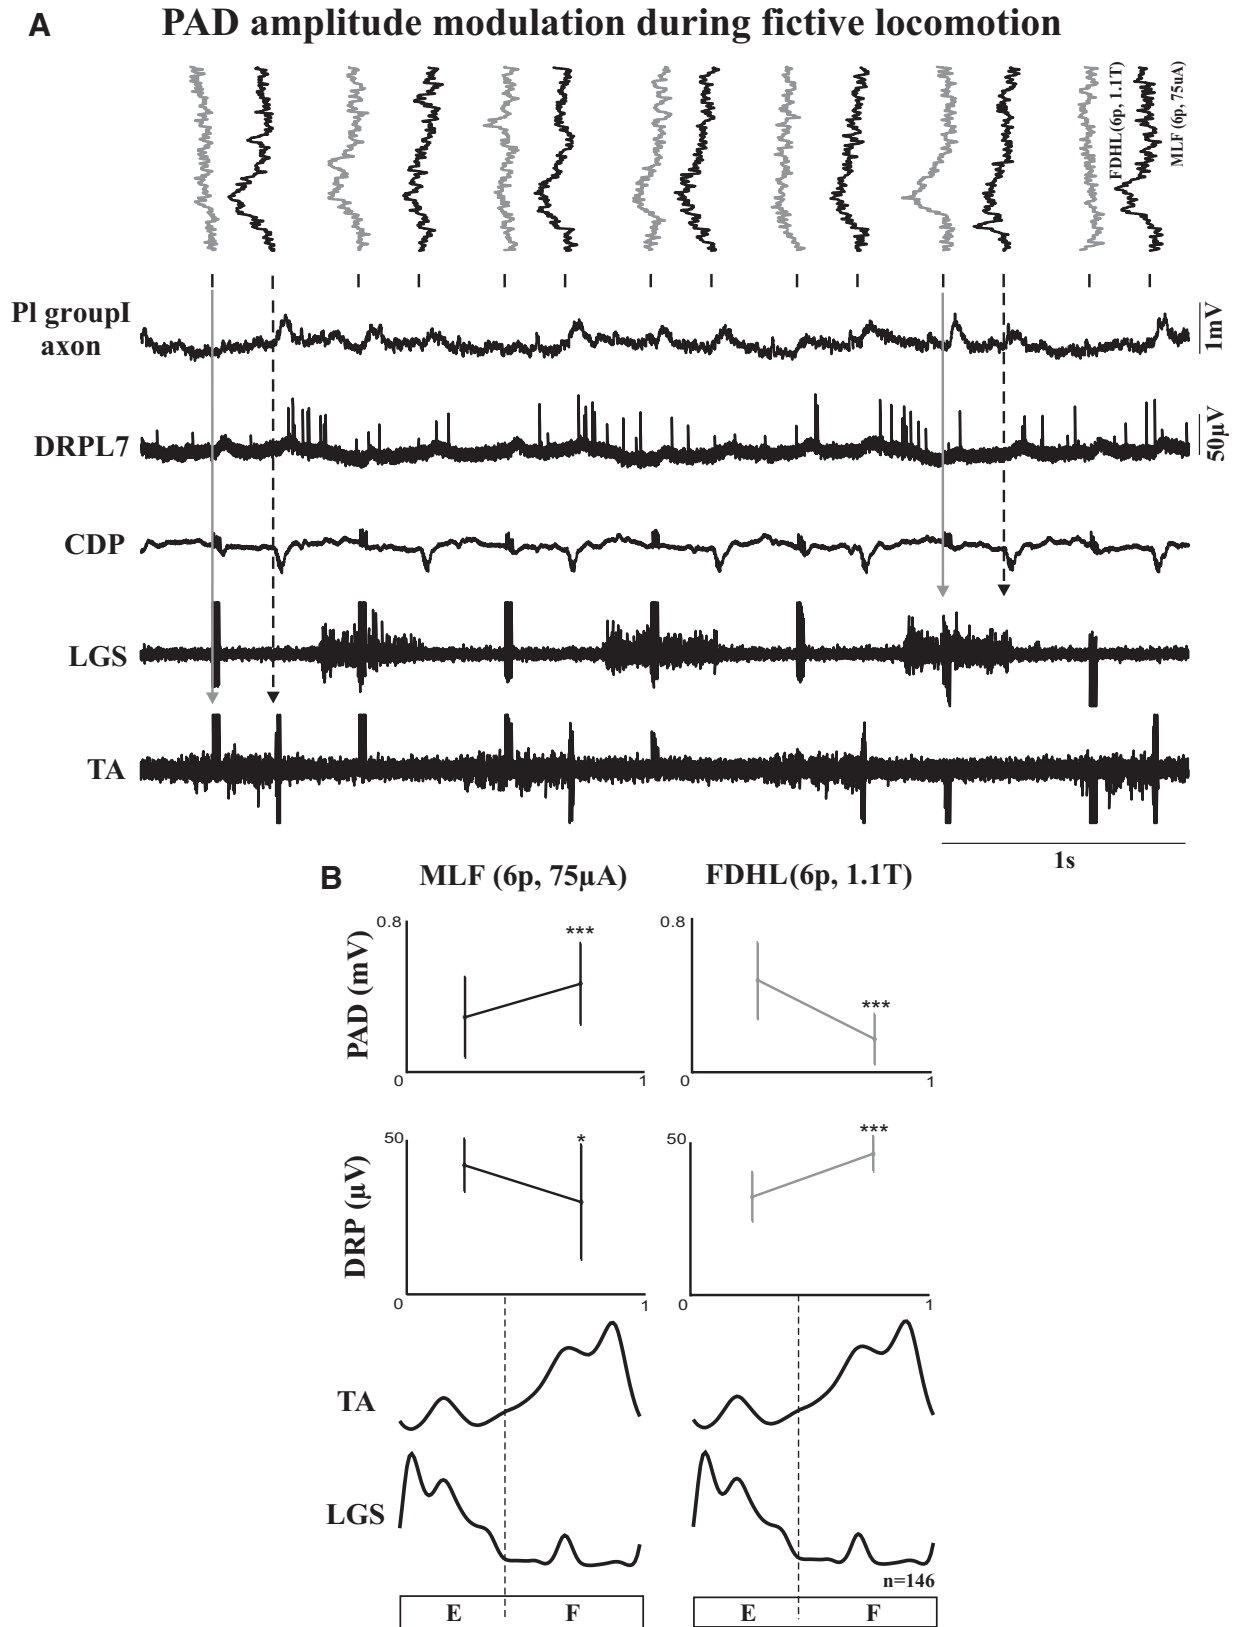 A
PAD amplitude modulation during fictive locomotion
FDHL(6p, 1.1T)
MLF (6p, 75uA)
Pl groupI
axon
1mV
DRPL7
50µV
CDP
LGS
TA
1s
B
MLF (6p, 75µA)
FDHL(6p, 1.1T)
PAD (mV)
0.8
***
0
1
0.8
***
0
1
DRP (µV)
50
*
0
1
50
***
0
1
TA
LGS
n=146
E
F
E
F